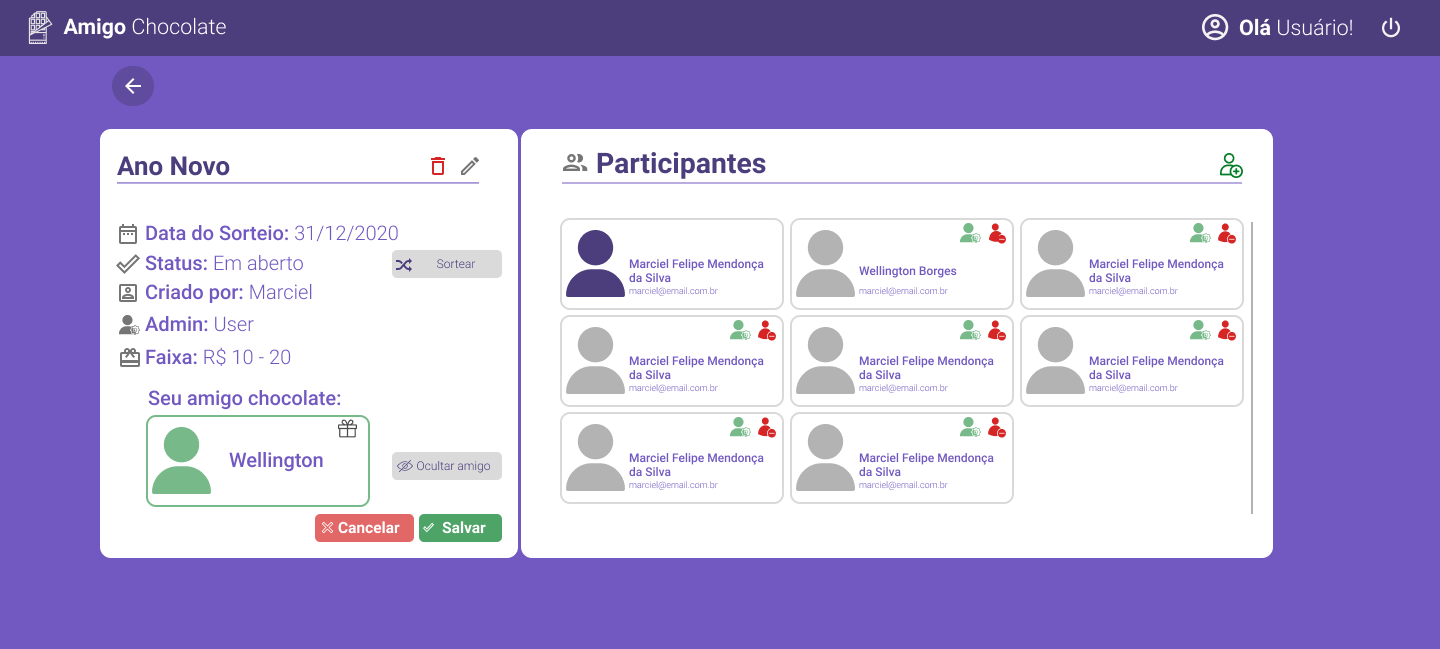 Amigo Chocolate
Olá Usuário!
Ano Novo
Data do Sorteio: 31/12/2020
Status: Em aberto
Sortear
Criado por: Marciel
Admin: User
Faixa: R$ 10 - 20
Seu amigo chocolate:
Wellington
Ocultar amigo
Cancelar
Salvar
Participantes
Marciel Felipe Mendonça
da Silva
marciel@email.com.br
Wellington Borges
marciel@email.com.br
Marciel Felipe Mendonça
da Silva
marciel@email.com.br
Marciel Felipe Mendonça
da Silva
marciel@email.com.br
Marciel Felipe Mendonça
da Silva
marciel@email.com.br
Marciel Felipe Mendonça
da Silva
marciel@email.com.br
Marciel Felipe Mendonça
da Silva
marciel@email.com.br
Marciel Felipe Mendonça
da Silva
marciel@email.com.br